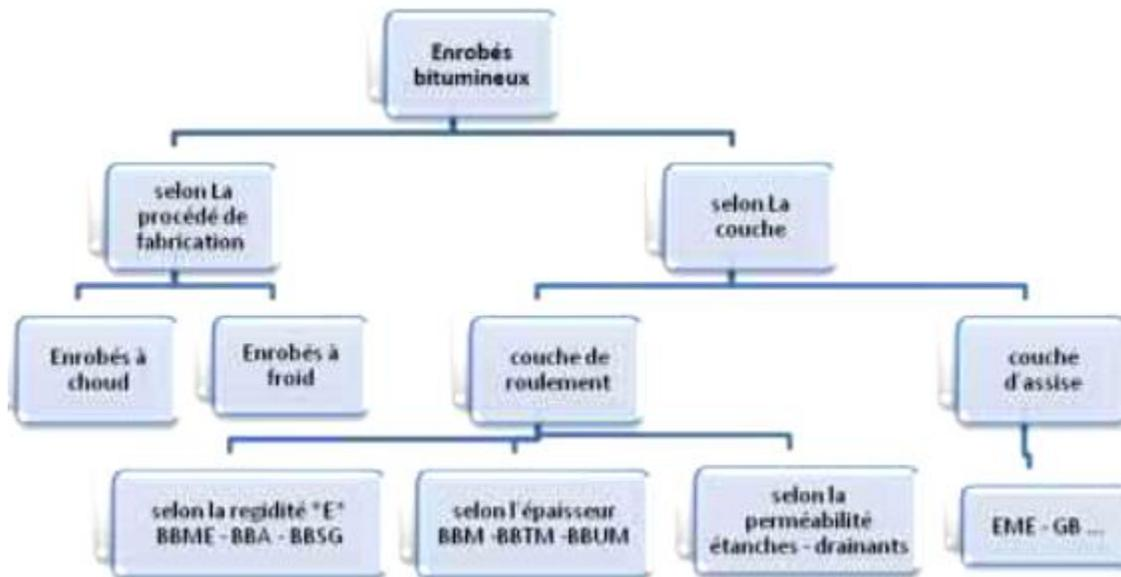 Enrobés
bitumineux
selon La
procédé de
fabrication
selon La
couche
Enrobés à
choud
Enrobés à
froid
couche de
roulement
couche
d'assise
selon la regidité *E*
BBME - BBA - BBSG
selon l'épaisseur
BBM -BBTM -BBUM
selon la
perméabilité
étanches - drainants
EME - GB ...